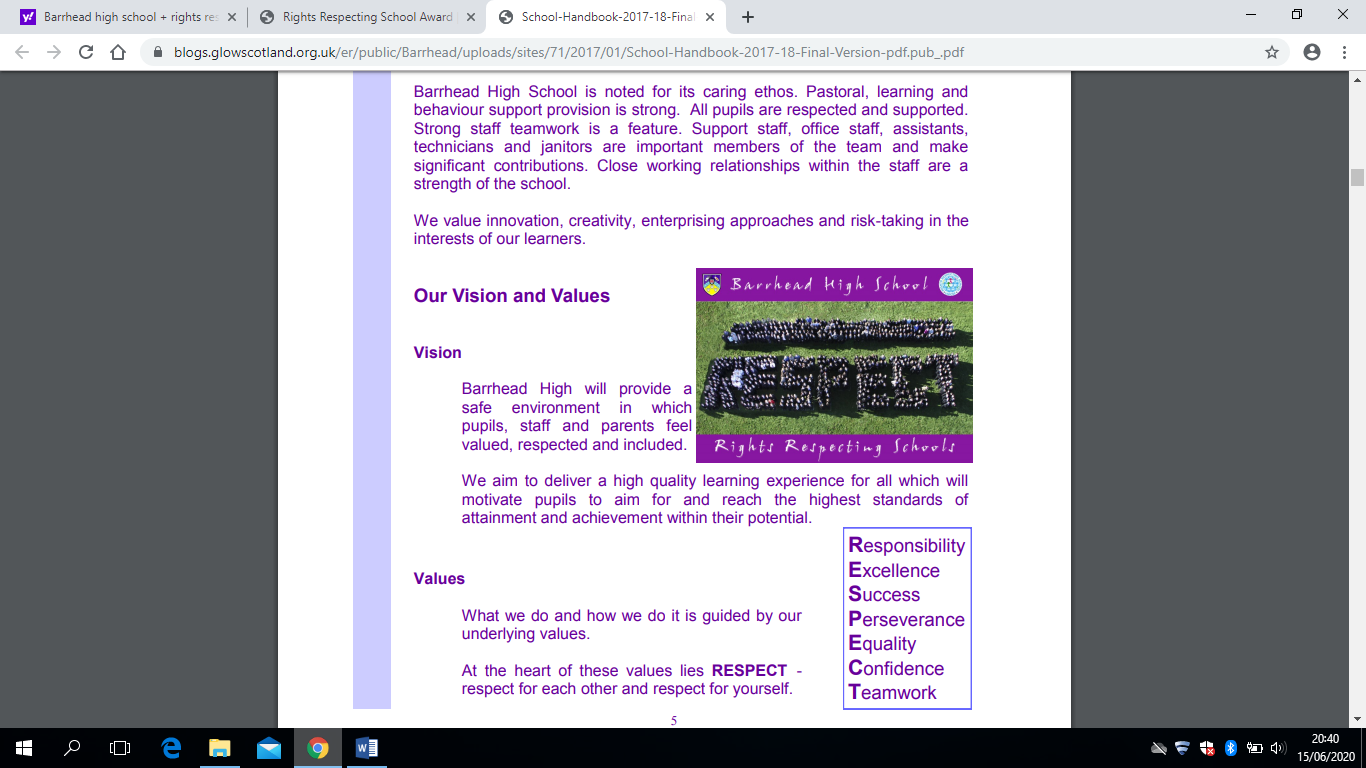 Barrhead high school + rights res
Rights Respecting School Award
School-Handbook-2017-18-Final
blogs.glowscotland.org.uk/er/public/Barrhead/uploads/sites/71/2017/01/School-Handbook-2017-18-Final-Version-pdf.pub_.pdf
Barrhead High School is noted for its caring ethos. Pastoral, learning and
behaviour support provision is strong. All pupils are respected and supported.
Strong staff teamwork is a feature. Support staff, office staff, assistants,
technicians and janitors are important members of the team and make
significant contributions. Close working relationships within the staff are a
strength of the school.
We value innovation, creativity, enterprising approaches and risk-taking in the
interests of our learners.
Our Vision and Values
Barrhead High School
RESPECT
Rights Respecting Schools
Vision
Barrhead High will provide a
safe environment in which
pupils, staff and parents feel
valued, respected and included.
We aim to deliver a high quality learning experience for all which will
motivate pupils to aim for and reach the highest standards of
attainment and achievement within their potential.
Values
What we do and how we do it is guided by our
underlying values.
At the heart of these values lies RESPECT -
respect for each other and respect for yourself.
Responsibility
Excellence
Success
Perseverance
Equality
Confidence
Teamwork
5
20:40
15/06/2020